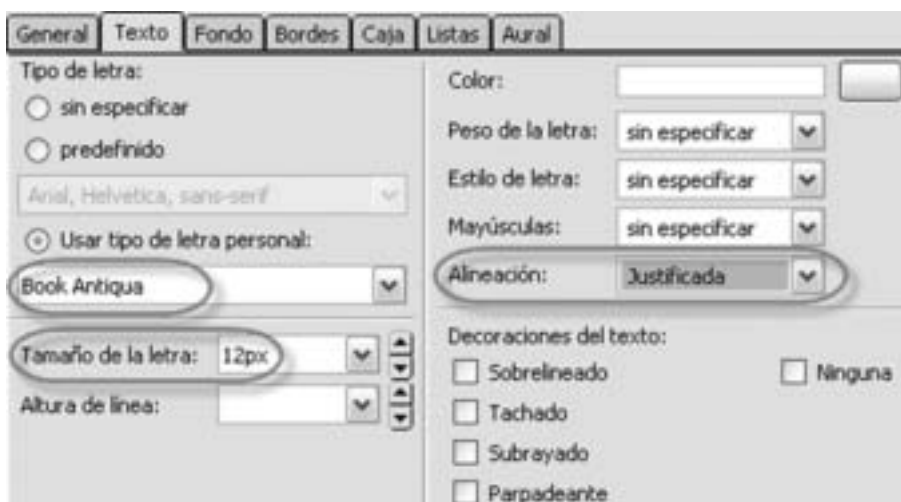 General Texto Fondo Bordes Caja Listas Aural
Tipo de letra:
sin especificar
predefinido
Arial, Helvetica, sans-serif
Usar tipo de letra personal:
Book Antiqua
Tamaño de la letra: 12px
Altura de línea:
Color:
Peso de la letra: sin especificar
Estilo de letra: sin especificar
Mayúsculas: sin especificar
Alineación: Justificada
Decoraciones del texto:
Sobrelineado Ninguna
Tachado
Subrayado
Parpadeante